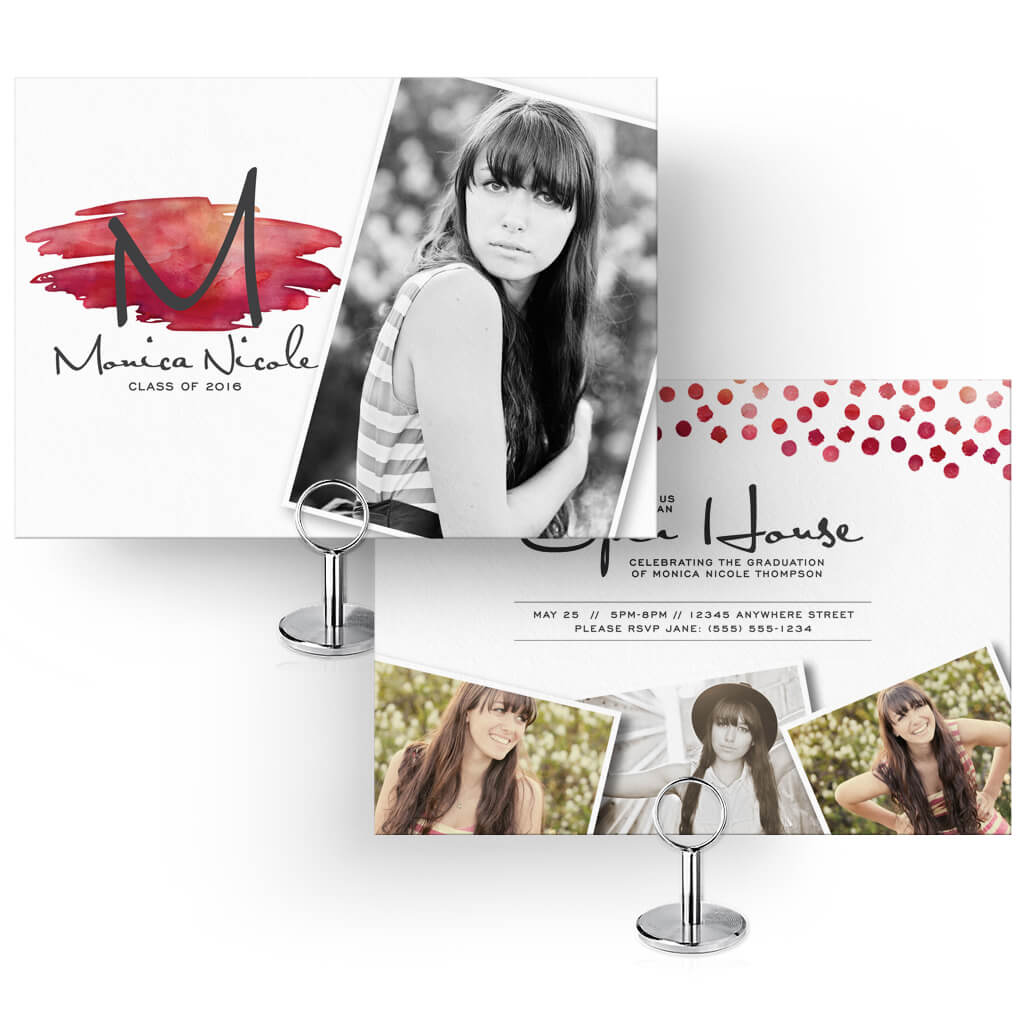 M
Monica Nicole
CLASS OF 2016
US
AN
Open House
CELEBRATING THE GRADUATION
OF MONICA NICOLE THOMPSON
MAY 25 // 5PM-8PM // 12345 ANYWHERE STREET
PLEASE RSVP JANE: (555) 555-1234